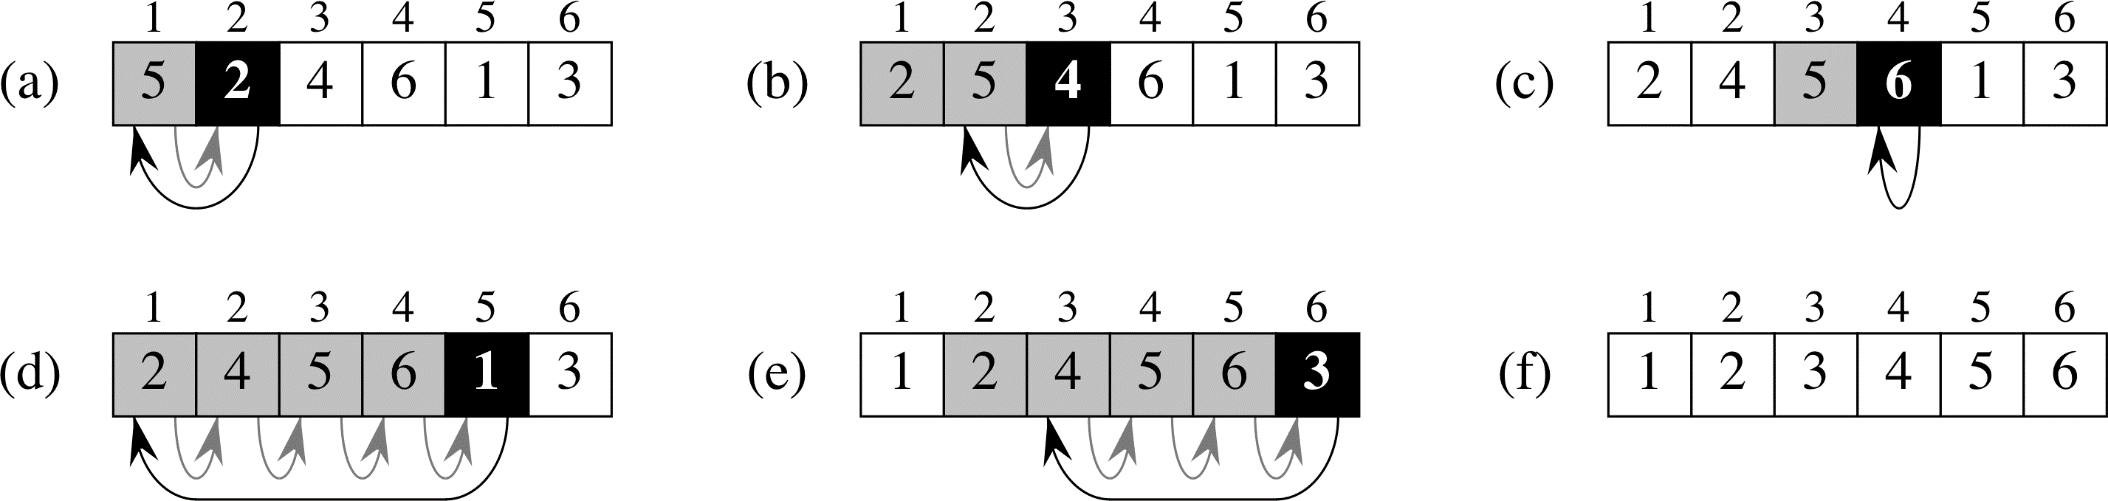 1 2 3 4 5 6 1 2 3 4 5 6 1 2 3 4 5 6
(a) 5 2 4 6 1 3 (b) 2 5 4 6 1 3 (c) 2 4 5 6 1 3
1 2 3 4 5 6 1 2 3 4 5 6 1 2 3 4 5 6
(d) 2 4 5 6 1 3 (e) 1 2 4 5 6 3 (f) 1 2 3 4 5 6